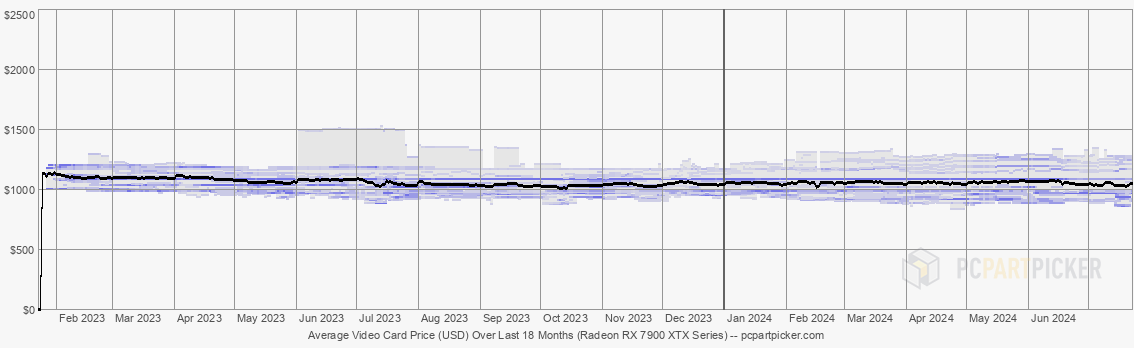 $2500
$2000
$1500
$1000
$500
PCPARTPICKER
$0
Feb 2023 Mar 2023 Apr 2023 May 2023 Jun 2023 Jul 2023 Aug 2023 Sep 2023 Oct 2023 Nov 2023 Dec 2023 Jan 2024 Feb 2024 Mar 2024 Apr 2024 May 2024 Jun 2024
Average Video Card Price (USD) Over Last 18 Months (Radeon RX 7900 XTX Series) -- pcpartpicker.com